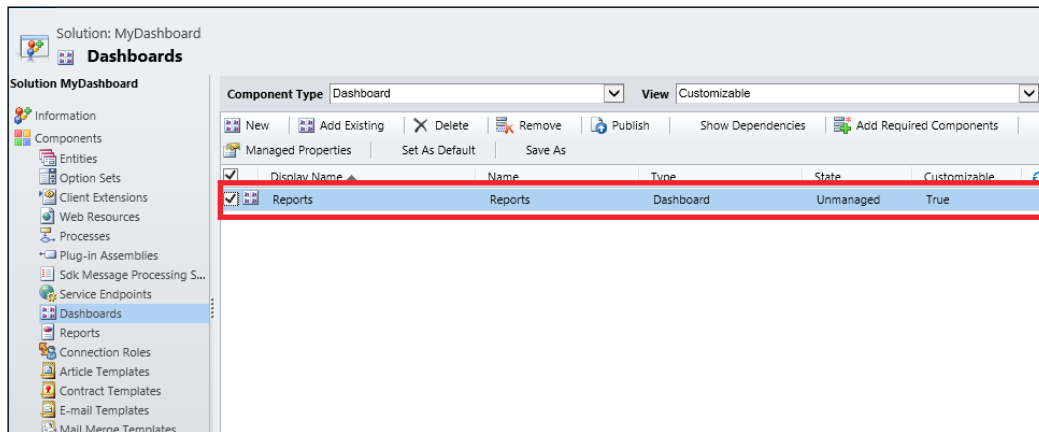 Solution: MyDashboard
Dashboards
Solution MyDashboard
Information
Components
Entities
Option Sets
Client Extensions
Web Resources
Processes
Plug-in Assemblies
Sdk Message Processing S...
Service Endpoints
Dashboards
Reports
Connection Roles
Article Templates
Contract Templates
E-mail Templates
Mail Merge Templates
Component Type Dashboard View Customizable
New Add Existing Delete Remove Publish Show Dependencies Add Required Components
Managed Properties Set As Default Save As
Display Name Name Type State Customizable
Reports Reports Dashboard Unmanaged True